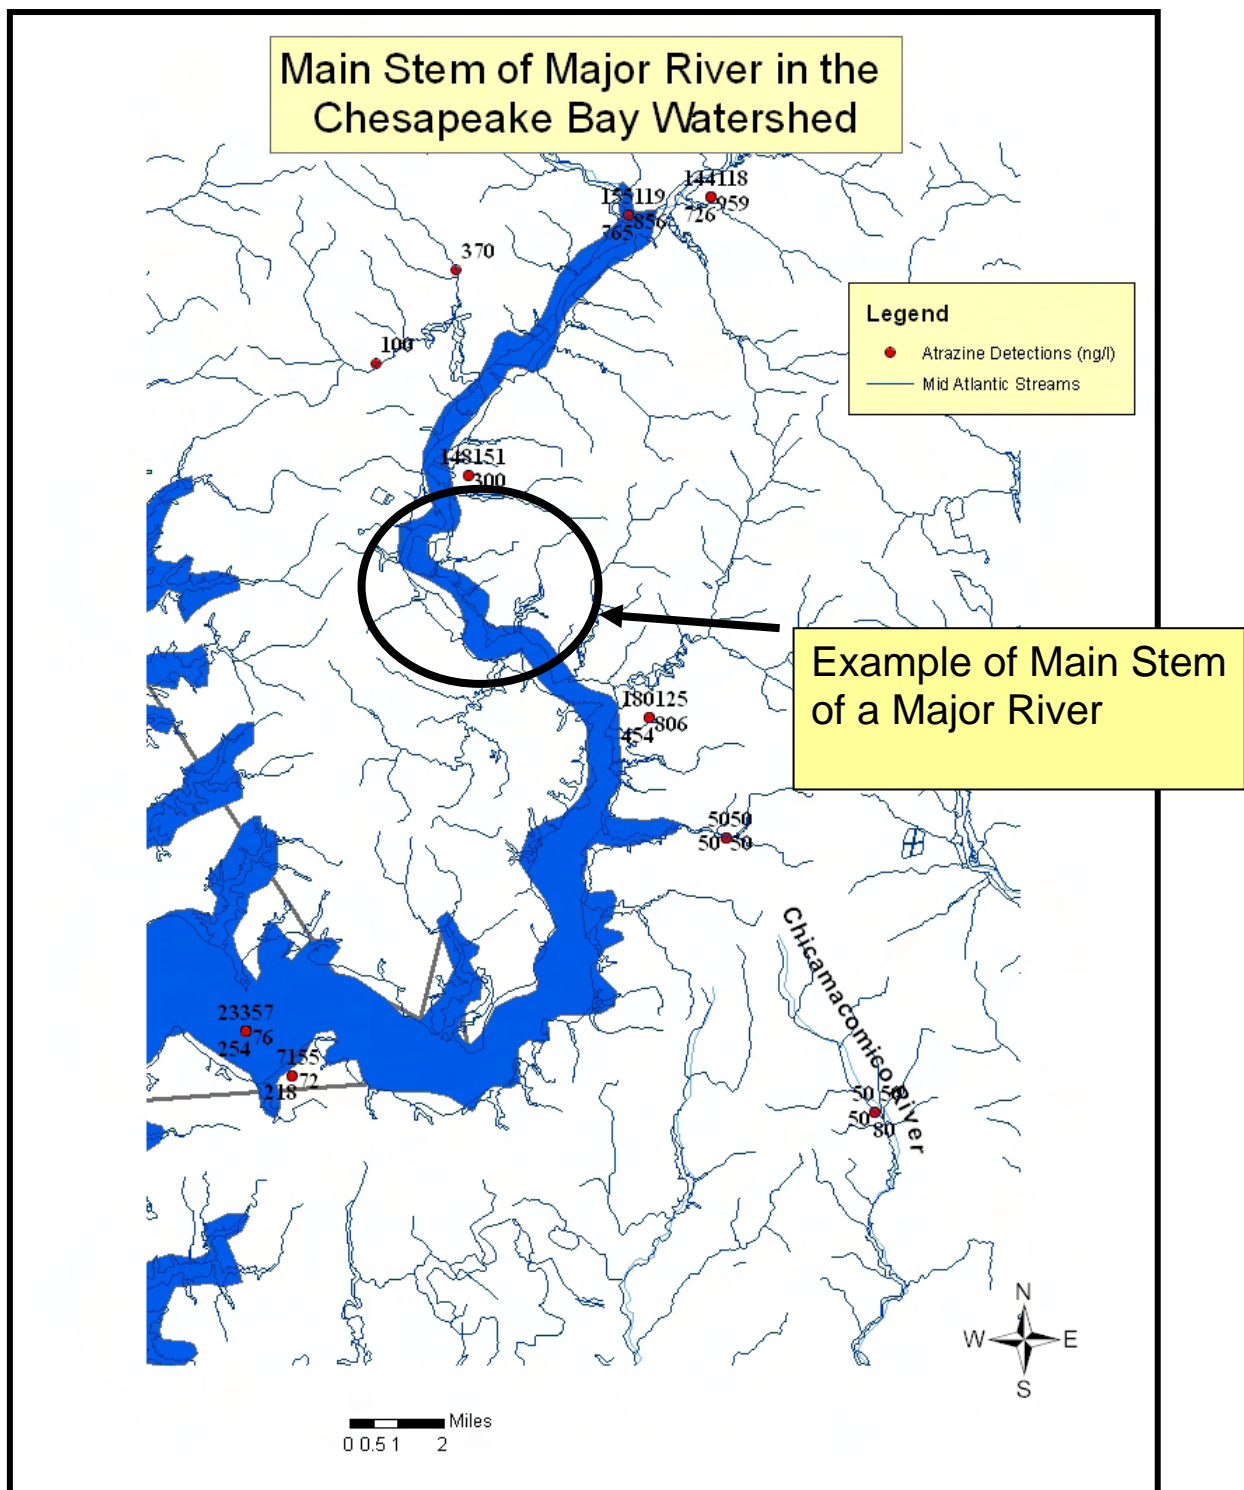 Main Stem of Major River in the
Chesapeake Bay Watershed
155119
856
765
144118
959
726
370
100
Legend
Atrazine Detections (ng/l)
Mid Atlantic Streams
148151
300
Example of Main Stem
of a Major River
180125
806
454
5050
50 50
Chicamacomico River
23357
76
254
7155
72
218
50 50
50 80
N
W E
S
Miles
0 0.5 1 2